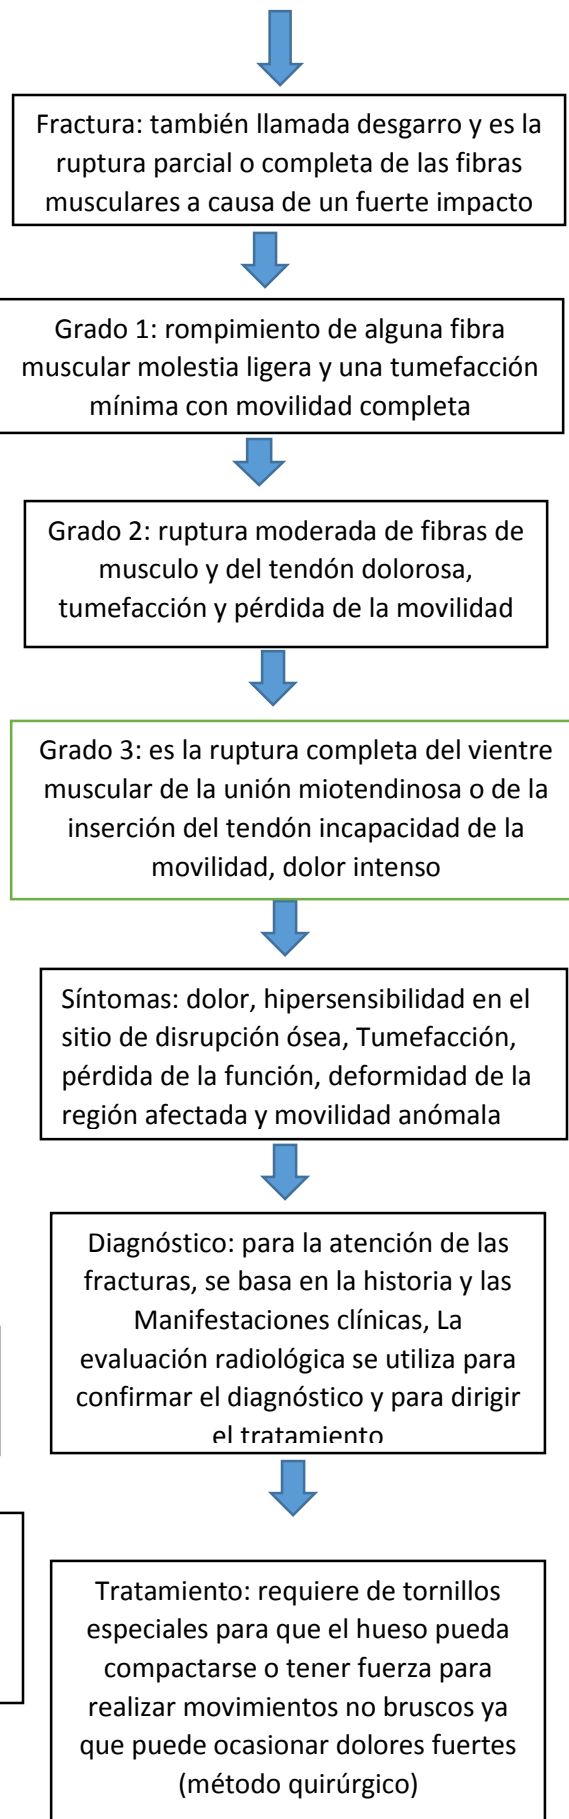 Fractura: también llamada desgarro y es la
ruptura parcial o completa de las fibras
musculares a causa de un fuerte impacto
Grado 1: rompimiento de alguna fibra
muscular molestia ligera y una tumefacción
mínima con movilidad completa
Grado 2: ruptura moderada de fibras de
musculo y del tendón dolorosa,
tumefacción y pérdida de la movilidad
Grado 3: es la ruptura completa del vientre
muscular de la unión miotendinosa o de la
inserción del tendón incapacidad de la
movilidad, dolor intenso
Síntomas: dolor, hipersensibilidad en el
sitio de disrupción ósea, Tumefacción,
pérdida de la función, deformidad de la
región afectada y movilidad anómala
Diagnóstico: para la atención de las
fracturas, se basa en la historia y las
Manifestaciones clínicas, La
evaluación radiológica se utiliza para
confirmar el diagnóstico y para dirigir
el tratamiento
Tratamiento: requiere de tornillos
especiales para que el hueso pueda
compactarse o tener fuerza para
realizar movimientos no bruscos ya
que puede ocasionar dolores fuertes
(método quirúrgico)